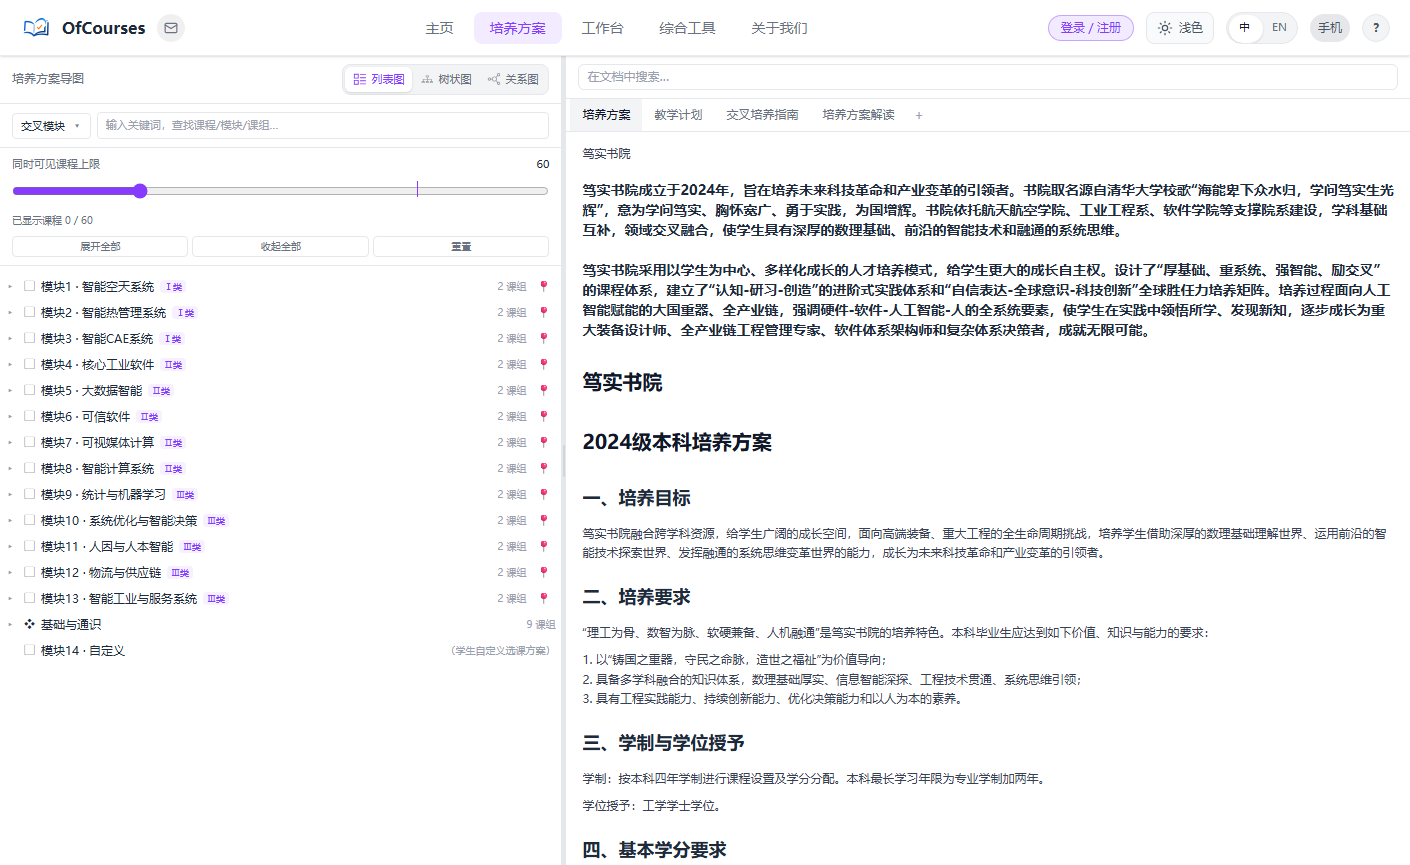 OfCourses
主页
培养方案
工作台
综合工具
关于我们
登录 / 注册
浅色
中
EN
手机
?
培养方案导图
列表图
树状图
关系图
交叉模块
输入关键词，查找课程/模块/课组...
同时可见课程上限
60
已显示课程 0 / 60
展开全部
收起全部
重置
模块1 · 智能空天系统 I类 2 课组
模块2 · 智能热管理系统 I类 2 课组
模块3 · 智能CAE系统 I类 2 课组
模块4 · 核心工业软件 II类 2 课组
模块5 · 大数据智能 II类 2 课组
模块6 · 可信软件 II类 2 课组
模块7 · 可视媒体计算 II类 2 课组
模块8 · 智能计算系统 II类 2 课组
模块9 · 统计与机器学习 III类 2 课组
模块10 · 系统优化与智能决策 III类 2 课组
模块11 · 人因与人本智能 III类 2 课组
模块12 · 物流与供应链 III类 2 课组
模块13 · 智能工业与服务系统 III类 2 课组
基础与通识 9 课组
模块14 · 自定义 (学生自定义选课方案)
在文档中搜索...
培养方案
教学计划
交叉培养指南
培养方案解读
+
笃实书院
笃实书院成立于2024年，旨在培养未来科技革命和产业变革的引领者。书院取名源自清华大学校歌“海能卑下众水归，学问笃实生光
辉”，意为学问笃实、胸怀宽广、勇于实践，为国增辉。书院依托航天航空学院、工业工程系、软件学院等支撑院系建设，学科基础
互补，领域交叉融合，使学生具有深厚的数理基础、前沿的智能技术和融通的系统思维。
笃实书院采用以学生为中心、多样化成长的人才培养模式，给学生更大的成长自主权。设计了“厚基础、重系统、强智能、励交叉”
的课程体系，建立了“认知-研习-创造”的进阶式实践体系和“自信表达-全球意识-科技创新”全球胜任力培养矩阵。培养过程面向人工
智能赋能的大国重器、全产业链，强调硬件-软件-人工智能-人的全系统要素，使学生在实践中领悟所学、发现新知，逐步成长为重
大装备设计师、全产业链工程管理专家、软件体系架构师和复杂体系决策者，成就无限可能。
笃实书院
2024级本科培养方案
一、培养目标
笃实书院融合跨学科资源，给学生广阔的成长空间，面向高端装备、重大工程的全生命周期挑战，培养学生借助深厚的数理基础理解世界、运用前沿的智
能技术探索世界、发挥融通的系统思维变革世界的能力，成长为未来科技革命和产业变革的引领者。
二、培养要求
“理工为骨、数智为脉、软硬兼备、人机融通”是笃实书院的培养特色。本科毕业生应达到如下价值、知识与能力的要求：
1. 以“铸国之重器，守民之命脉，造世之福祉”为价值导向；
2. 具备多学科融合的知识体系，数理基础厚实、信息智能深探、工程技术贯通、系统思维引领；
3. 具有工程实践能力、持续创新能力、优化决策能力和以人为本的素养。
三、学制与学位授予
学制：按本科四年学制进行课程设置及学分分配。本科最长学习年限为专业学制加两年。
学位授予：工学学士学位。
四、基本学分要求